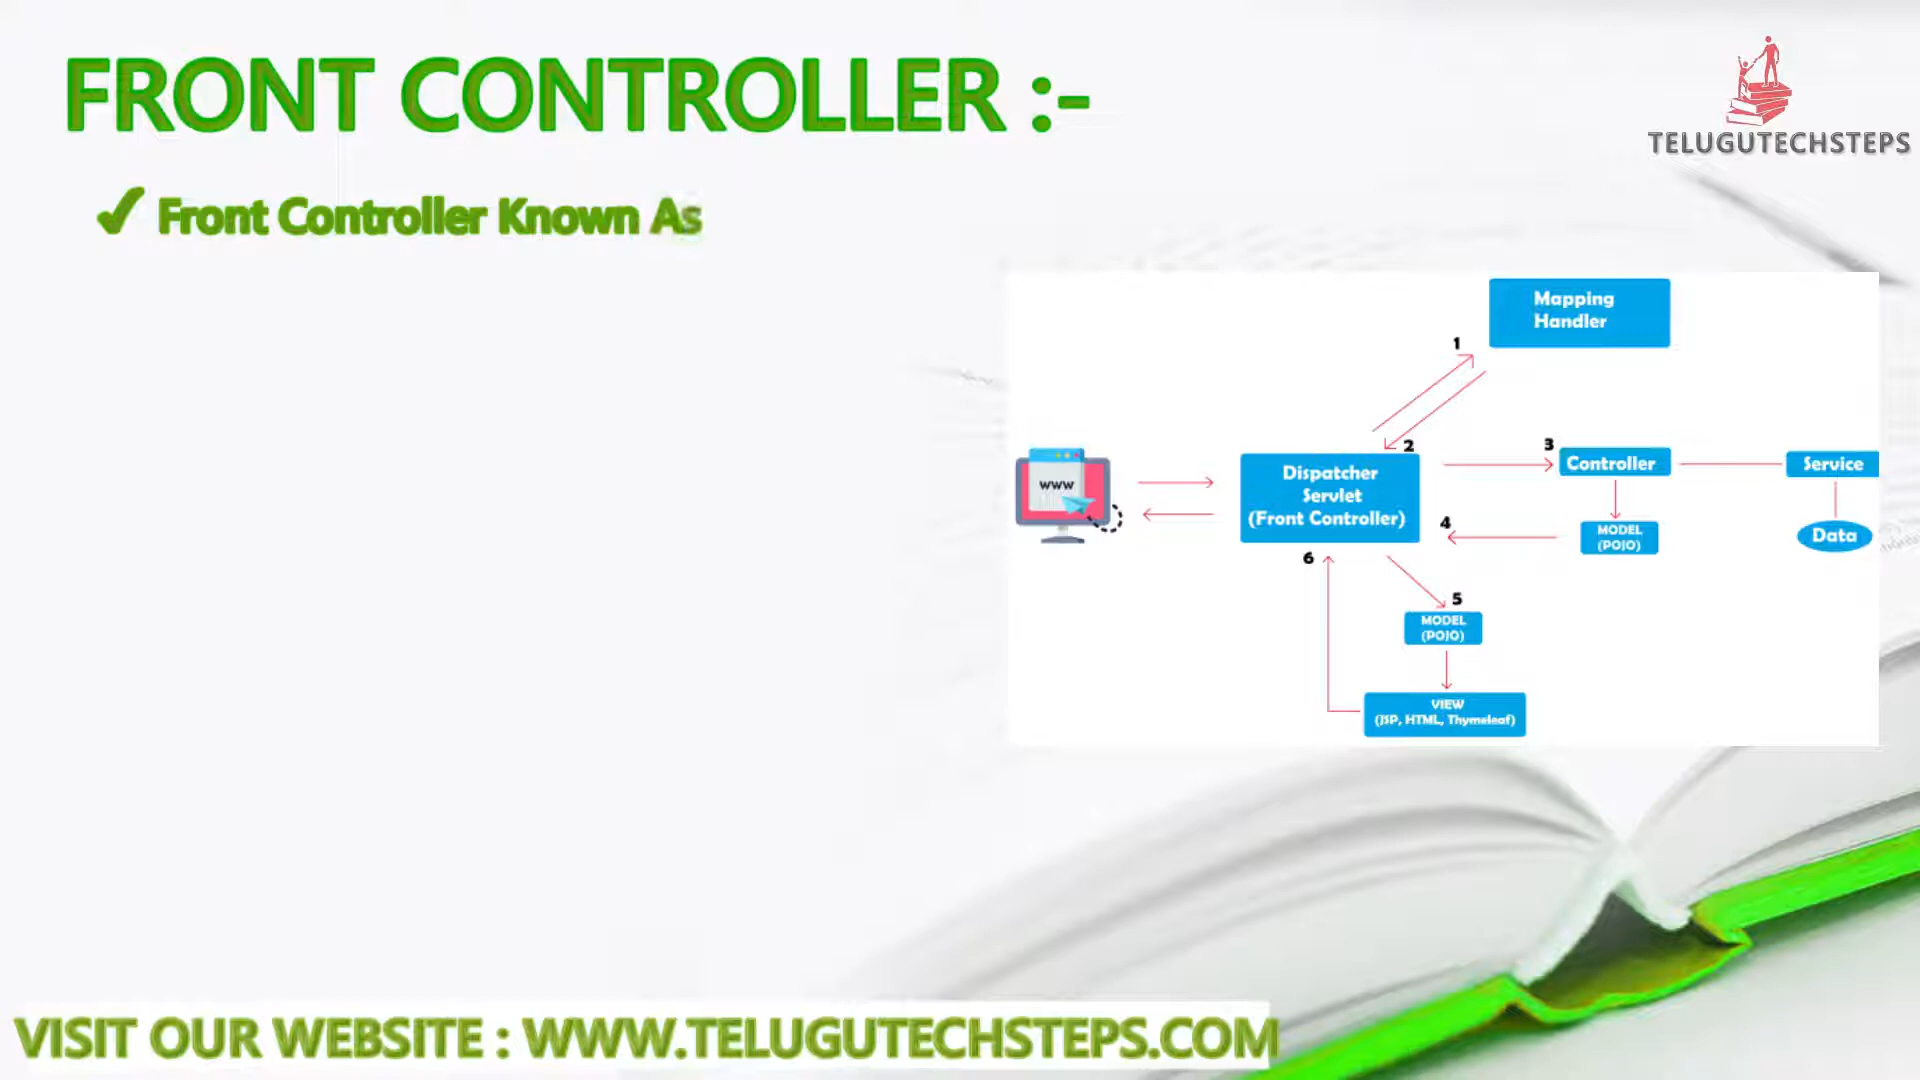 FRONT CONTROLLER :-
TELUGUTECHSTEPS
✔ Front Controller Known As
Mapping
Handler
1
2
3
Controller
Service
www
Dispatcher
Servlet
(Front Controller)
4
MODEL
(POJO)
Data
6
5
MODEL
(POJO)
VIEW
(JSP, HTML, Thymeleaf)
VISIT OUR WEBSITE : WWW.TELUGUTECHSTEPS.COM